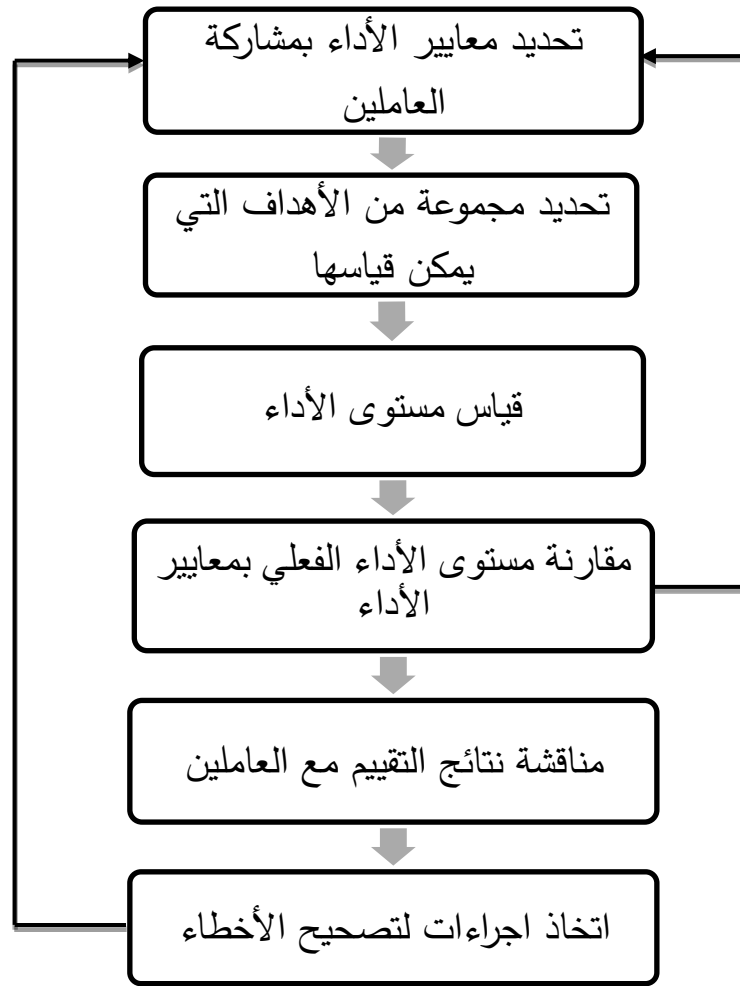 تحديد معايير الأداء بمشاركة
العاملين
تحديد مجموعة من الأهداف التي
يمكن قياسها
قياس مستوى الأداء
مقارنة مستوى الأداء الفعلي بمعايير
الأداء
مناقشة نتائج التقييم مع العاملين
اتخاذ اجراءات لتصحيح الأخطاء